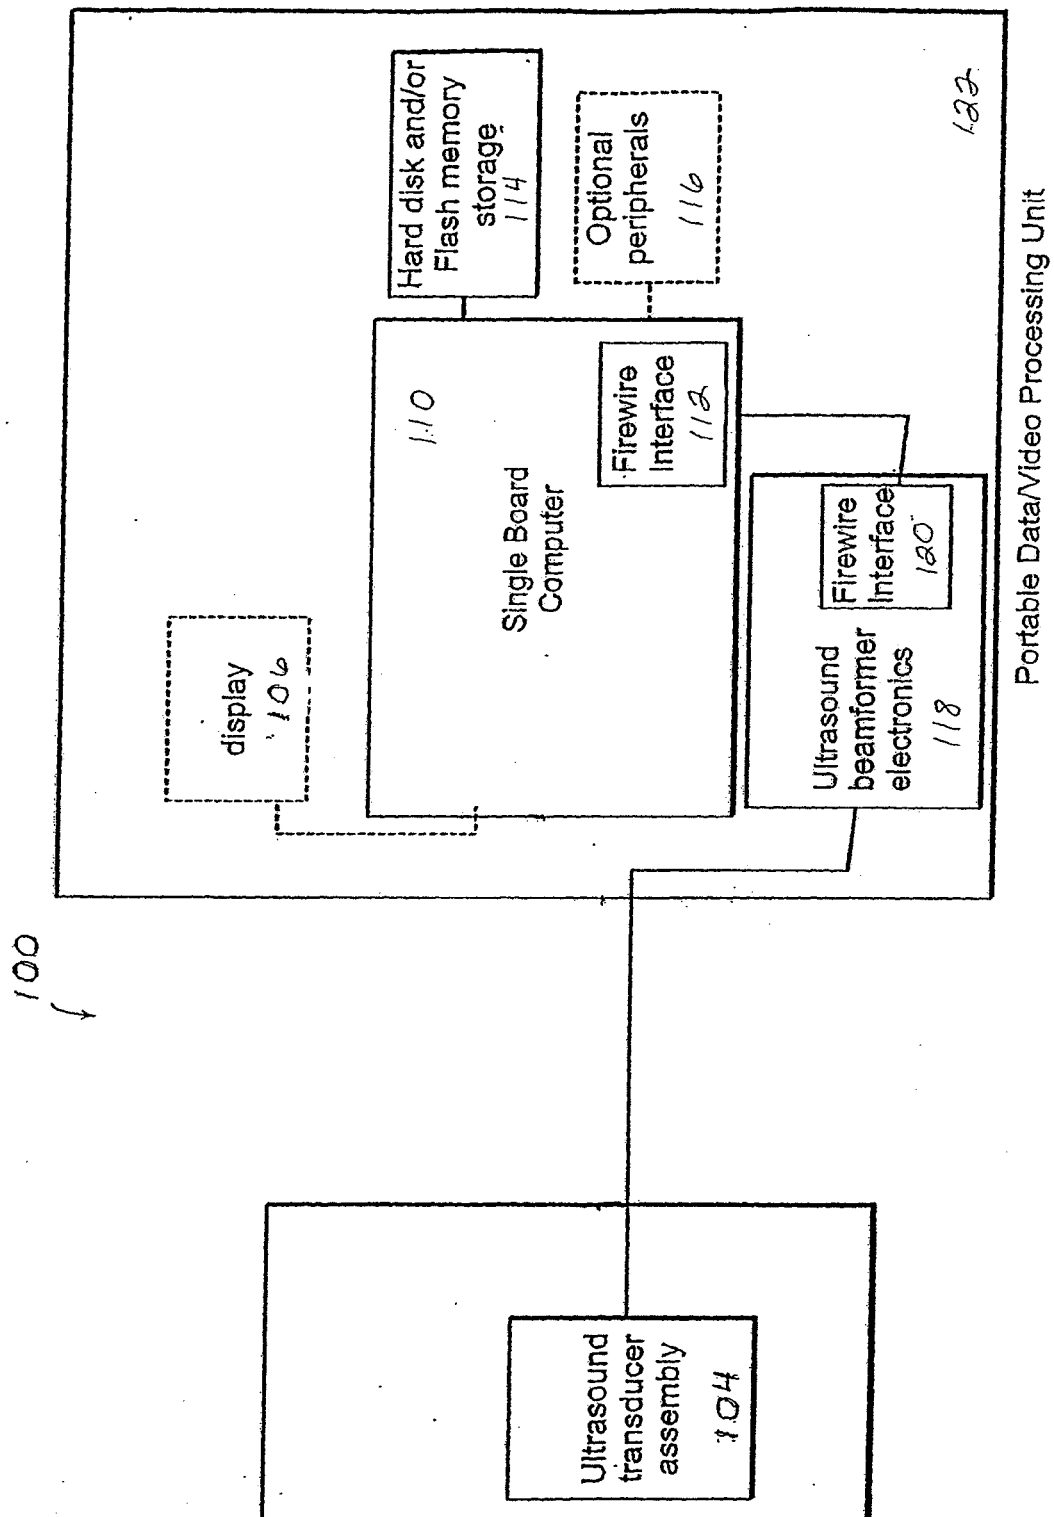 100
Ultrasound
transducer
assembly
104
display
106
110
Single Board
Computer
Hard disk and/or
Flash memory
storage
114
Optional
peripherals
116
Firewire
Interface
112
Ultrasound
beamformer
electronics
118
Firewire
Interface
120
122
Portable Data/Video Processing Unit